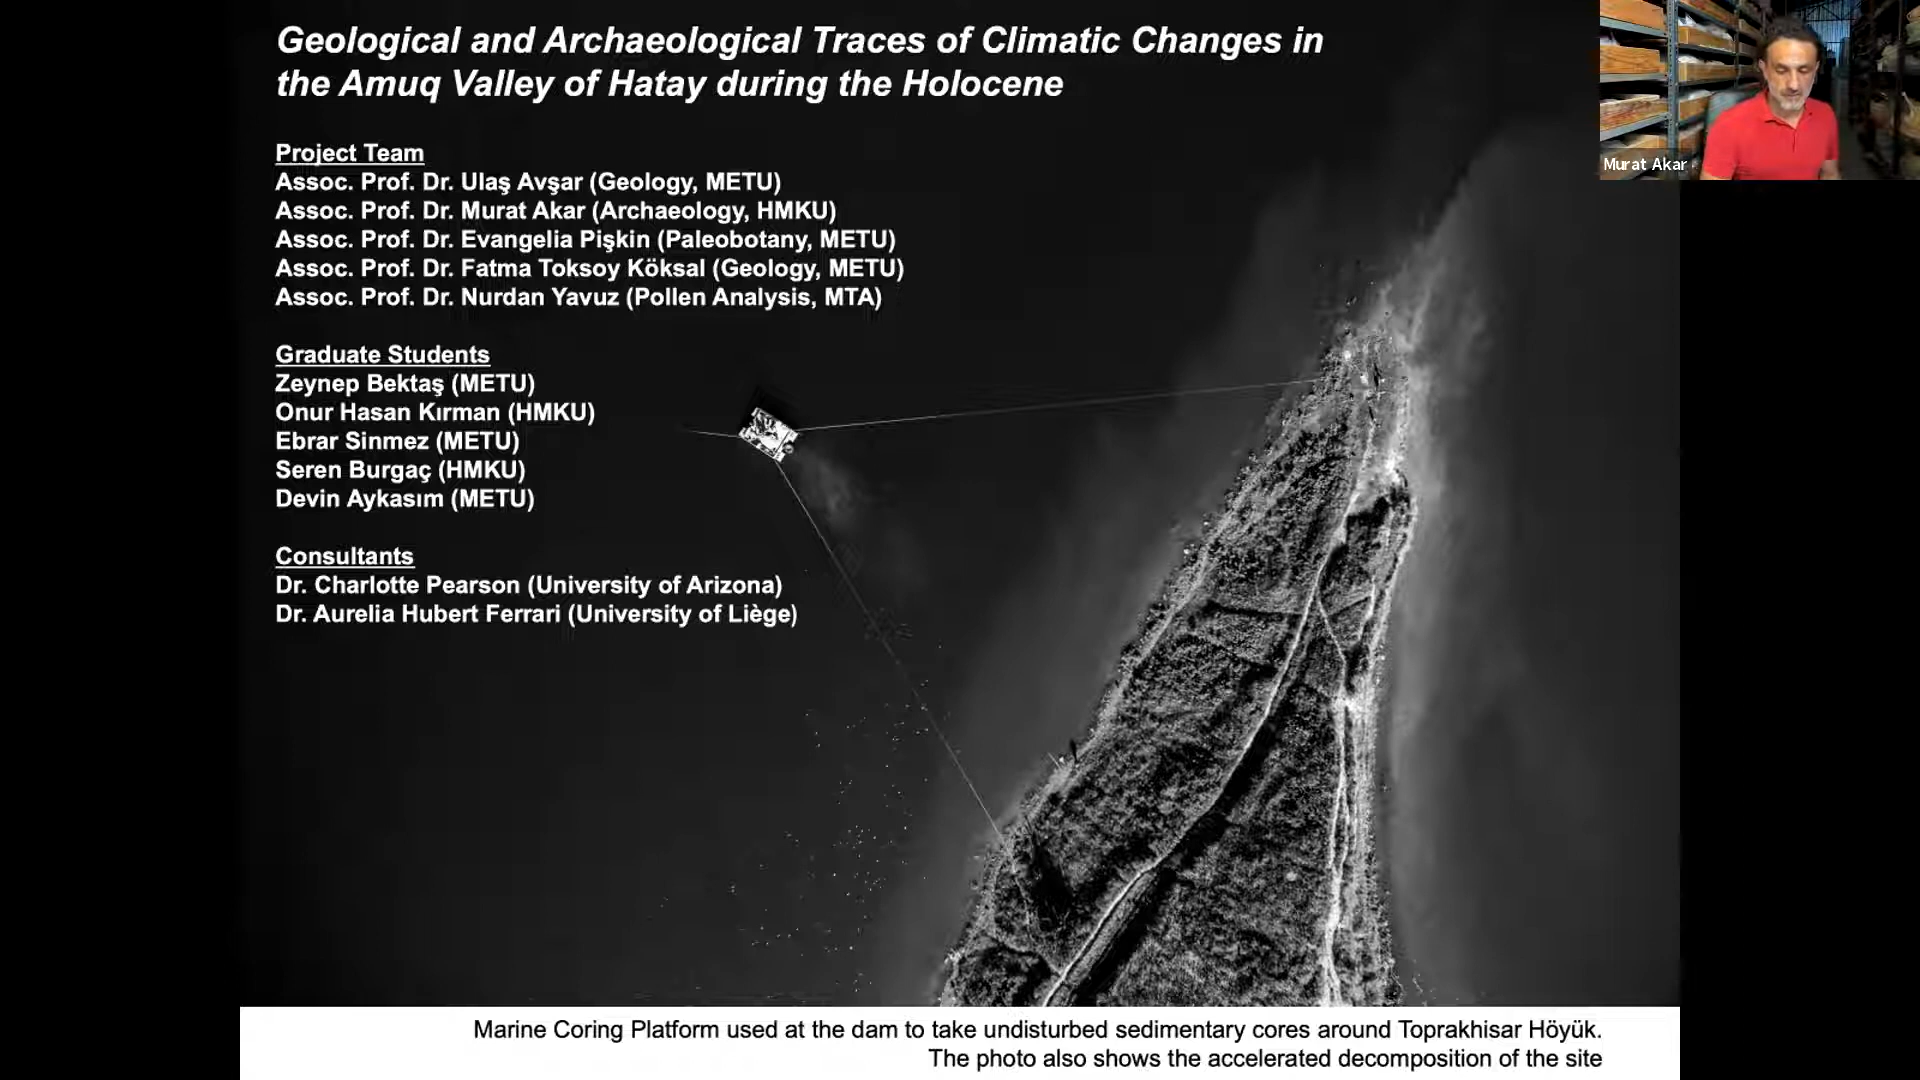 Geological and Archaeological Traces of Climatic Changes in
the Amuq Valley of Hatay during the Holocene
Project Team
Assoc. Prof. Dr. Ulaş Avşar (Geology, METU)
Assoc. Prof. Dr. Murat Akar (Archaeology, HMKU)
Assoc. Prof. Dr. Evangelia Pişkin (Paleobotany, METU)
Assoc. Prof. Dr. Fatma Toksoy Köksal (Geology, METU)
Assoc. Prof. Dr. Nurdan Yavuz (Pollen Analysis, MTA)
Graduate Students
Zeynep Bektaş (METU)
Onur Hasan Kırman (HMKU)
Ebrar Sinmez (METU)
Seren Burgaç (HMKU)
Devin Aykasım (METU)
Consultants
Dr. Charlotte Pearson (University of Arizona)
Dr. Aurelia Hubert Ferrari (University of Liège)
Marine Coring Platform used at the dam to take undisturbed sedimentary cores around Toprakhisar Höyük.
The photo also shows the accelerated decomposition of the site
Murat Akar